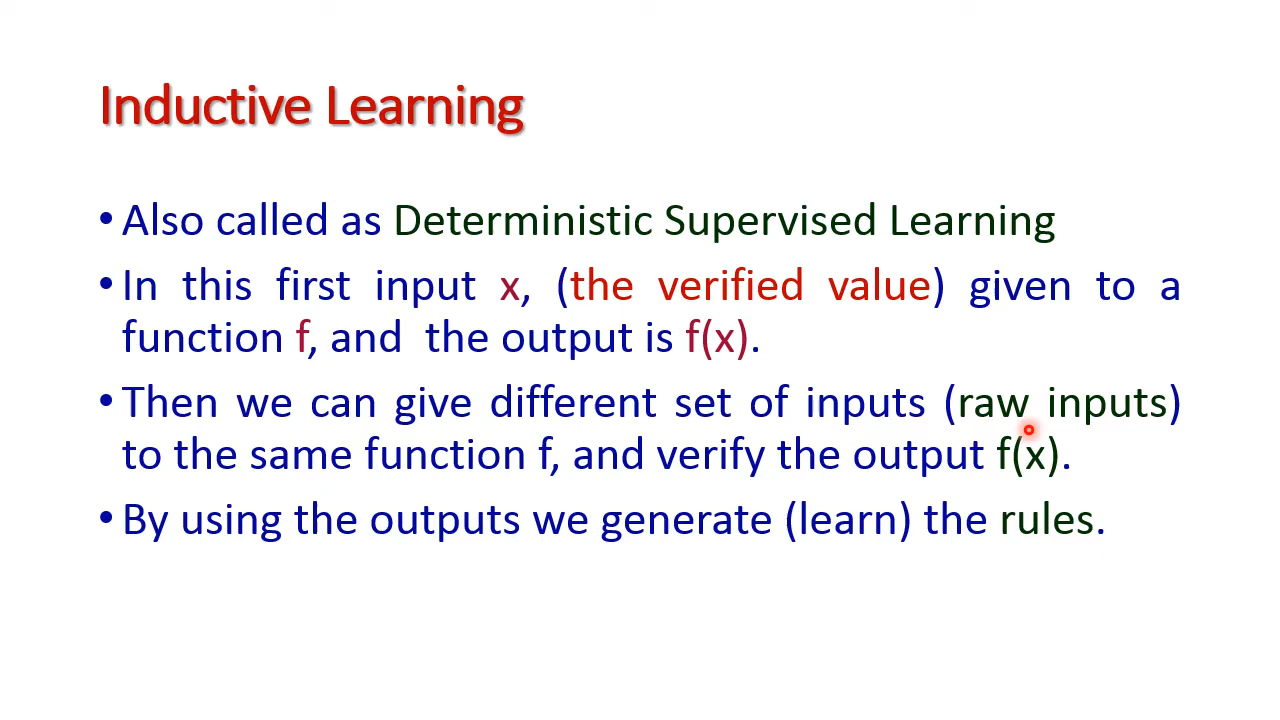 Inductive Learning
•Also called as Deterministic Supervised Learning
•In this first input x, (the verified value) given to a
function f, and the output is f(x).
•Then we can give different set of inputs (raw inputs)
to the same function f, and verify the output f(x).
•By using the outputs we generate (learn) the rules.